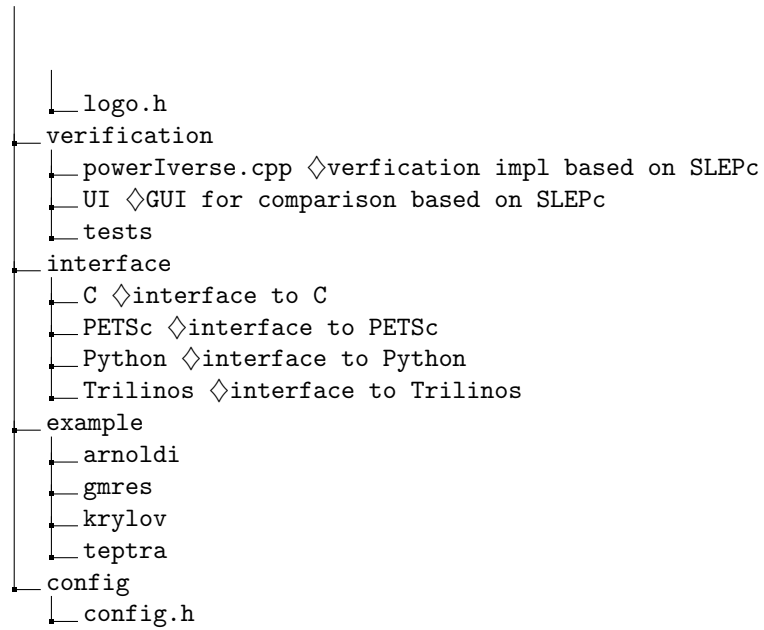 logo.h
verification
powerIverse.cpp ♢verfication impl based on SLEPc
UI ♢GUI for comparison based on SLEPc
tests
interface
C ♢interface to C
PETSc ♢interface to PETSc
Python ♢interface to Python
Trilinos ♢interface to Trilinos
example
arnoldi
gmres
krylov
teptra
config
config.h